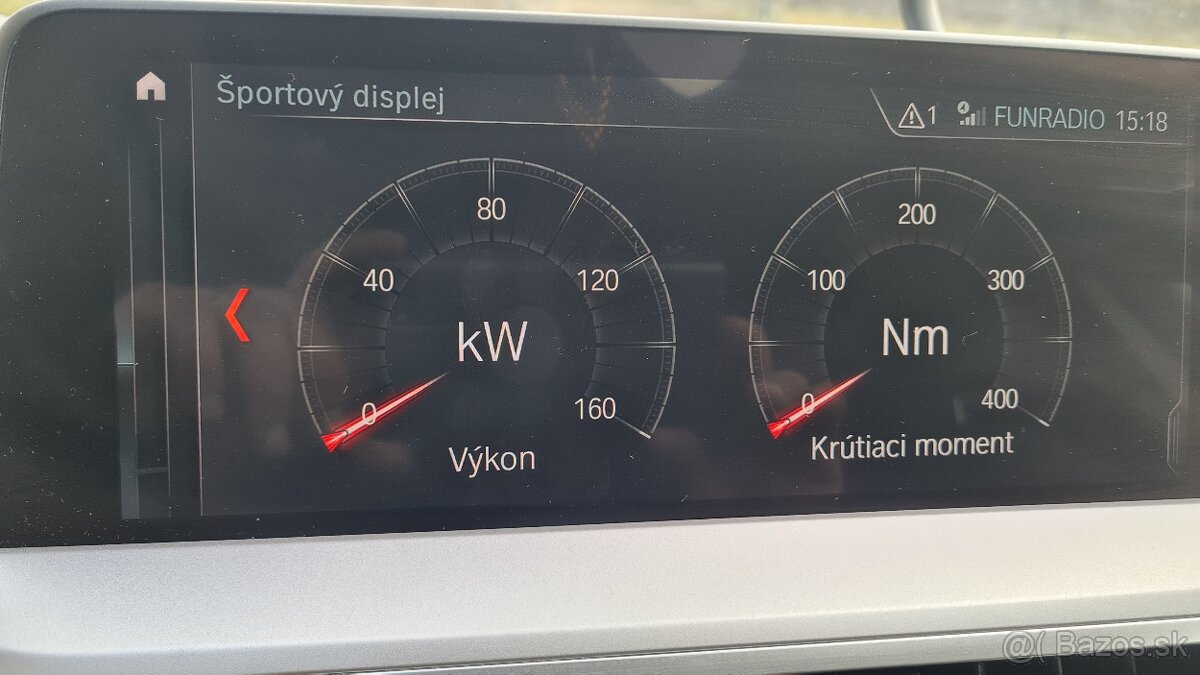 Športový displej
1 FUNRADIO 15:18
80
40
120
kW
0
160
Výkon
200
100
300
Nm
0
400
Krútiaci moment
@( Bazos.sk